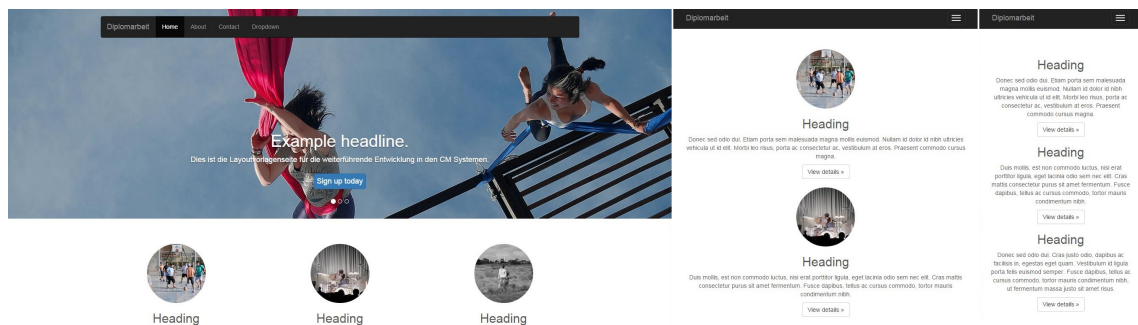 Diplomarbeit Home About Contact Dropdown
Example headline.
Dies ist die Layoutvorlagenseite für die weiterführende Entwicklung in den CM Systemen.
Sign up today
Heading
Heading
Heading
Diplomarbeit
Heading
Donec sed odio dui. Etiam porta sem malesuada magna mollis euismod. Nullam id dolor id nibh ultricies
vehicula ut id elit. Morbi leo risus, porta ac consectetur ac, vestibulum at eros. Praesent commodo cursus
magna.
View details »
Heading
Duis mollis, est non commodo luctus, nisi erat porttitor ligula, eget lacinia odio sem nec elit. Cras mattis
consectetur purus sit amet fermentum. Fusce dapibus, tellus ac cursus commodo, tortor mauris
condimentum nibh.
View details »
Diplomarbeit
Heading
Donec sed odio dui. Etiam porta sem malesuada
magna mollis euismod. Nullam id dolor id nibh
ultricies vehicula ut id elit. Morbi leo risus, porta ac
consectetur ac, vestibulum at eros. Praesent
commodo cursus magna.
View details »
Heading
Duis mollis, est non commodo luctus, nisi erat
porttitor ligula, eget lacinia odio sem nec elit. Cras
mattis consectetur purus sit amet fermentum. Fusce
dapibus, tellus ac cursus commodo, tortor mauris
condimentum nibh.
View details »
Heading
Donec sed odio dui. Cras justo odio, dapibus ac
facilisis in, egestas eget quam. Vestibulum id ligula
porta felis euismod semper. Fusce dapibus, tellus ac
cursus commodo, tortor mauris condimentum nibh,
ut fermentum massa justo sit amet risus.
View details »